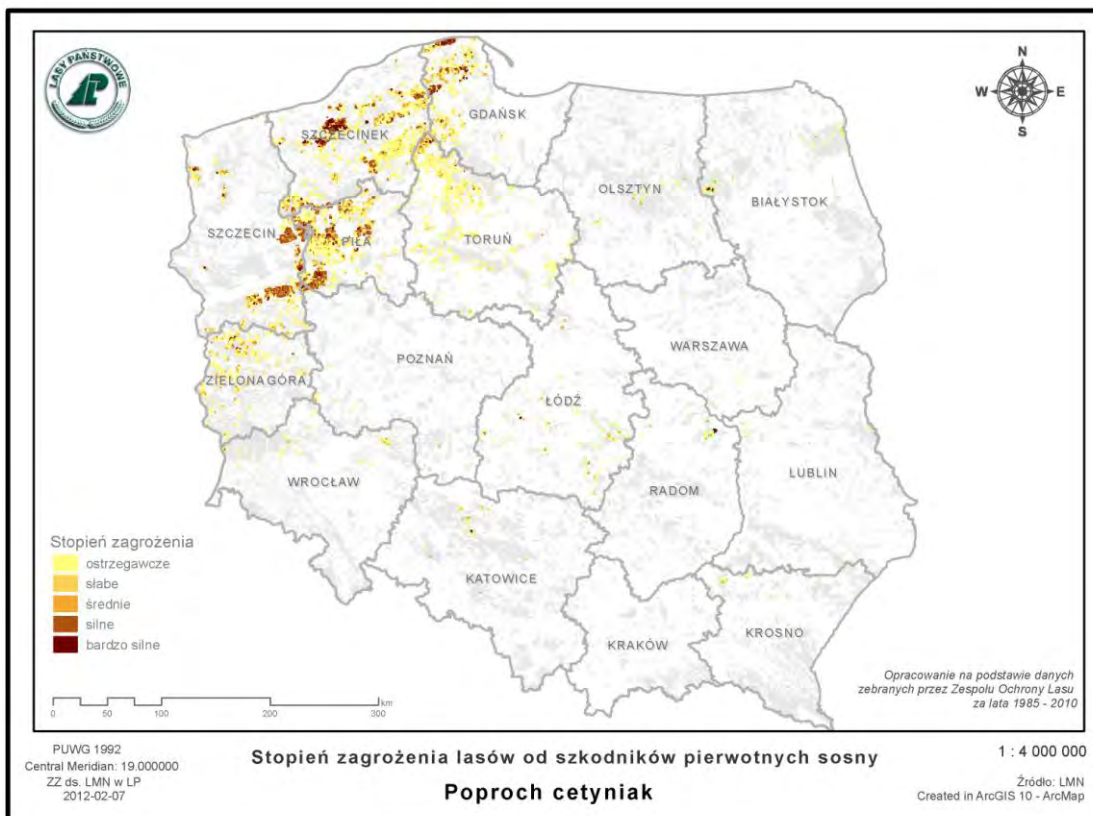 LASY PAŃSTWOWE
N
W E
S
GDAŃSK
SZCZECINEK
OLSZTYN
BIAŁYSTOK
SZCZECIN
PIŁA
TORUŃ
WARSZAWA
POZNAŃ
ZIELONA GÓRA
ŁÓDŹ
LUBLIN
WROCŁAW
RADOM
KATOWICE
KRAKÓW
KROSNO
Stopień zagrożenia
ostrzegawcze
słabe
średnie
silne
bardzo silne
km
0 50 100 200 300
Opracowanie na podstawie danych
zebranych przez Zespołu Ochrony Lasu
za lata 1985 - 2010
PUWG 1992
Central Meridian: 19.000000
ZZ ds. LMN w LP
2012-02-07
Stopień zagrożenia lasów od szkodników pierwotnych sosny
Poproch cetyniak
1 : 4 000 000
Źródło: LMN
Created in ArcGIS 10 - ArcMap